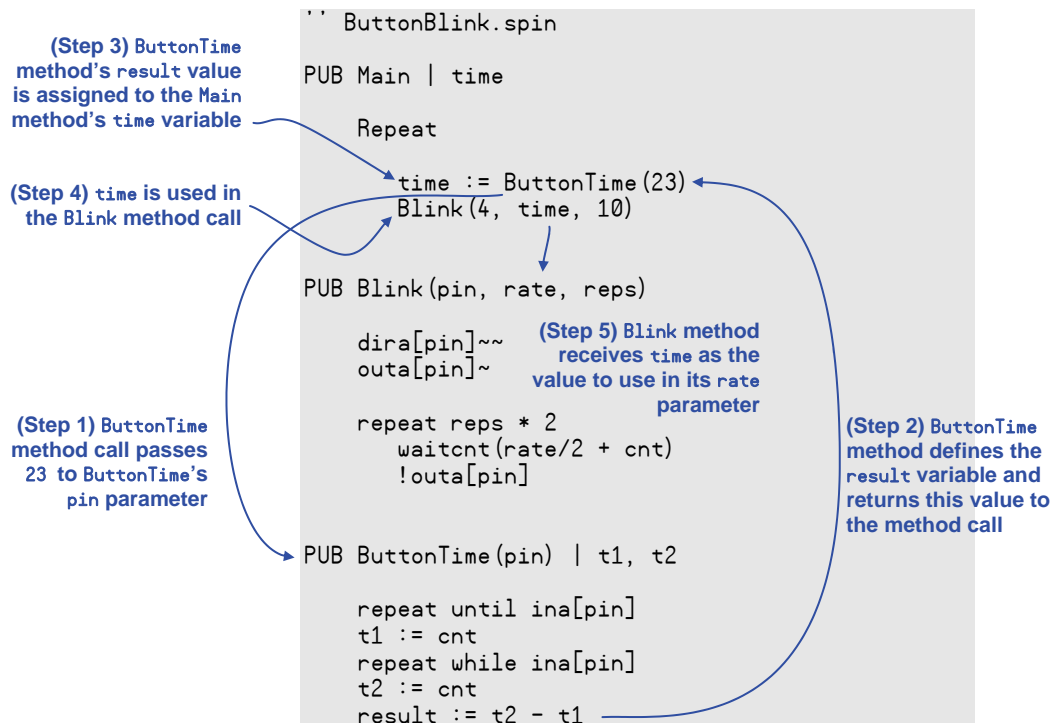 '' ButtonBlink.spin
(Step 3) ButtonTime
method's result value
is assigned to the Main
method's time variable
PUB Main | time
Repeat
time := ButtonTime(23)
Blink(4, time, 10)
(Step 4) time is used in
the Blink method call
PUB Blink(pin, rate, reps)
dira[pin]~~
outa[pin]~
(Step 5) Blink method
receives time as the
value to use in its rate
parameter
repeat reps * 2
waitcnt(rate/2 + cnt)
!outa[pin]
(Step 1) ButtonTime
method call passes
23 to ButtonTime's
pin parameter
(Step 2) ButtonTime
method defines the
result variable and
returns this value to
the method call
PUB ButtonTime(pin) | t1, t2
repeat until ina[pin]
t1 := cnt
repeat while ina[pin]
t2 := cnt
result := t2 - t1